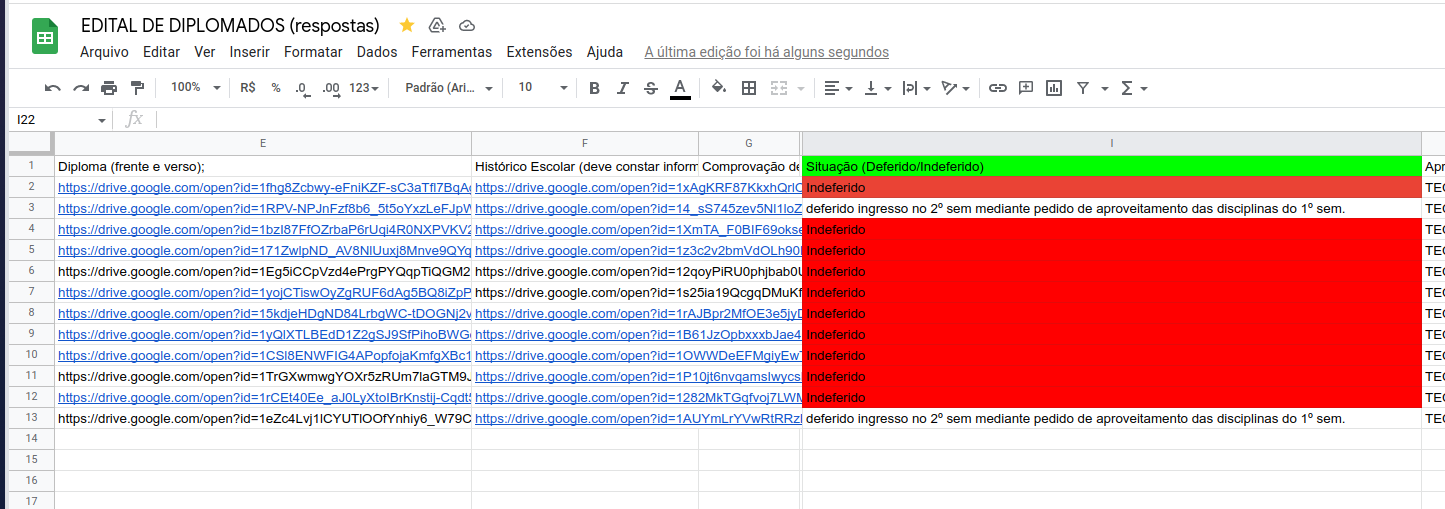 EDITAL DE DIPLOMADOS (respostas)
Arquivo Editar Ver Inserir Formatar Dados Ferramentas Extensões Ajuda A última edição foi há alguns segundos
100% R$ % .0 .00 123 Padrão (Ari... 10 B I S A
I22 fx
E F G I
1 Diploma (frente e verso); Histórico Escolar (deve constar inform Comprovação de Situação (Deferido/Indeferido) Apr
2 https://drive.google.com/open?id=1fhg8Zcbwy-eFniKZF-sC3aTfl7BqAc https://drive.google.com/open?id=1xAgKRF87KkxhQrlC Indeferido TEC
3 https://drive.google.com/open?id=1RPV-NPJnFzf8b6_5t5oYxzLeFJpW https://drive.google.com/open?id=14_sS745zev5Nl1loZ deferido ingresso no 2º sem mediante pedido de aproveitamento das disciplinas do 1º sem. TEC
4 https://drive.google.com/open?id=1bzI87FfOZrbaP6rUqi4R0NXPVKV2 https://drive.google.com/open?id=1XmTA_F0BIF69okse Indeferido TEC
5 https://drive.google.com/open?id=171ZwlpND_AV8NlUuxj8Mnve9QYq https://drive.google.com/open?id=1z3c2v2bmVdOLh90 Indeferido TEC
6 https://drive.google.com/open?id=1Eg5iCCpVzd4ePrgPYQqpTiQGM2 https://drive.google.com/open?id=12qoyPiRU0phjbab0U Indeferido TEC
7 https://drive.google.com/open?id=1yojCTiswOyZgRUF6dAg5BQ8iZpP https://drive.google.com/open?id=1s25ia19QcgqDMuKf Indeferido TEC
8 https://drive.google.com/open?id=15kdjeHDgND84LrbgWC-tDOGNj2v https://drive.google.com/open?id=1rAJBpr2MfOE3e5jyD Indeferido TEC
9 https://drive.google.com/open?id=1yQlXTLBEdD1Z2gSJ9SfPihoBWG https://drive.google.com/open?id=1B61JzOpbxxxbJae4 Indeferido TEC
10 https://drive.google.com/open?id=1CSl8ENWFIG4APopfojaKmfgXBc1 https://drive.google.com/open?id=1OWWDeEFMgiyEw Indeferido TEC
11 https://drive.google.com/open?id=1TrGXwmwgYOXr5zRUm7laGTM9J https://drive.google.com/open?id=1P10jt6nvqamsIwycs Indeferido TEC
12 https://drive.google.com/open?id=1rCEt40Ee_aJ0LyXtoIBrKnstij-Cqdt https://drive.google.com/open?id=1282MkTGqfvoj7LWM Indeferido TEC
13 https://drive.google.com/open?id=1eZc4Lvj1lCYUTlOOfYnhiy6_W79C https://drive.google.com/open?id=1AUYmLrYVwRtRRz deferido ingresso no 2º sem mediante pedido de aproveitamento das disciplinas do 1º sem. TEC
14
15
16
17